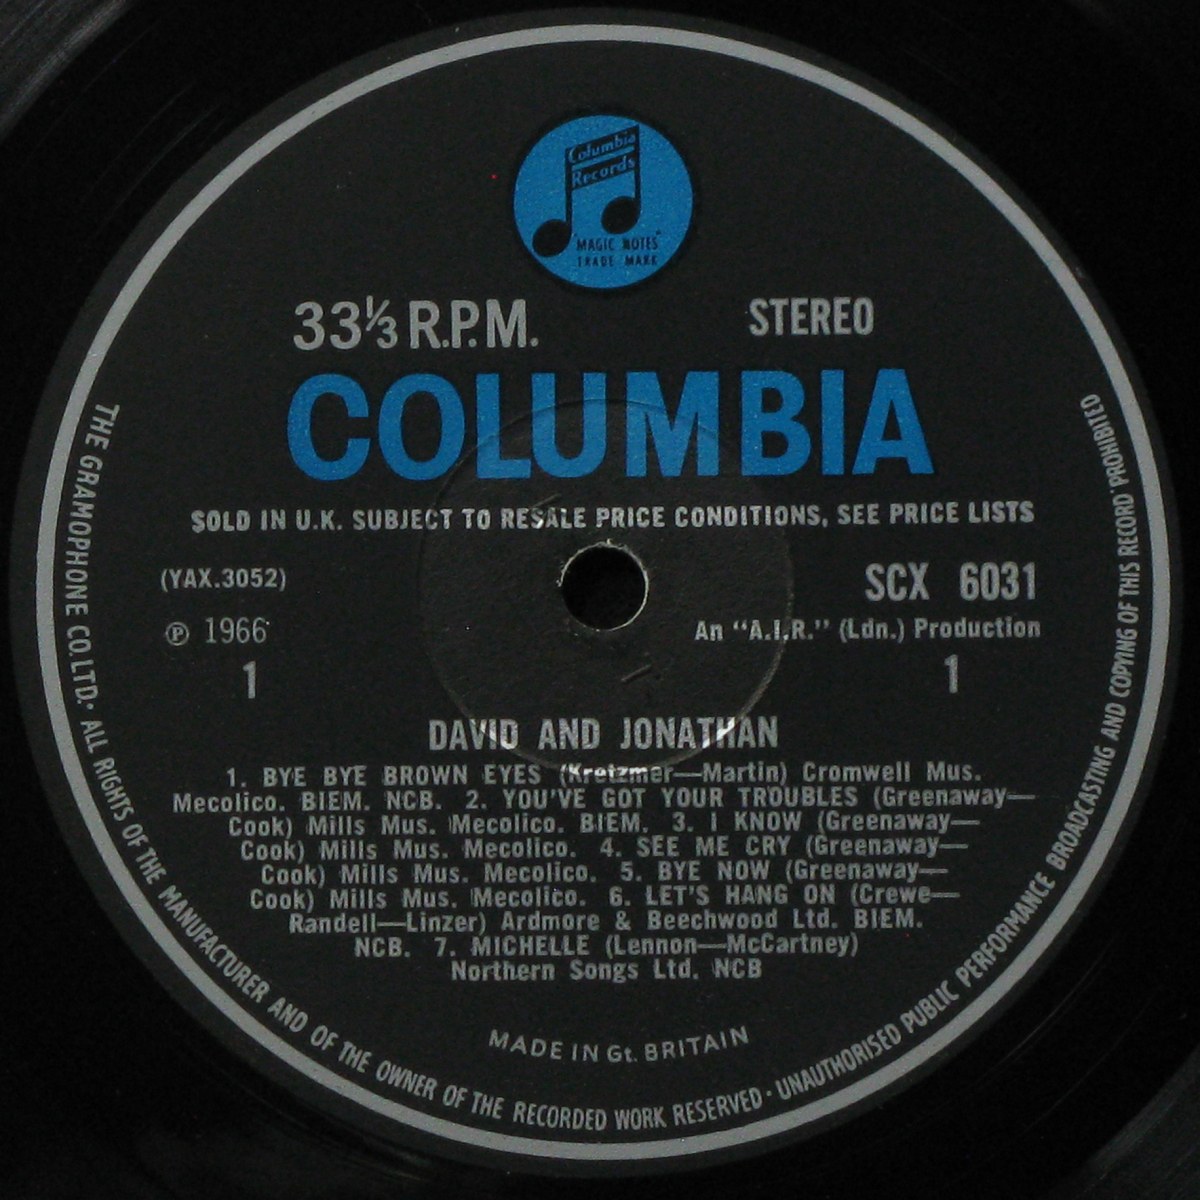 Columbia
Records
"MAGIC NOTES"
TRADE MARK
33⅓ R.P.M.
STEREO
COLUMBIA
SOLD IN U.K. SUBJECT TO RESALE PRICE CONDITIONS, SEE PRICE LISTS
(YAX.3052)
SCX 6031
℗ 1966
An "A.I.R." (Ldn.) Production
1
1
DAVID AND JONATHAN
1. BYE BYE BROWN EYES (Kretzmer—Martin) Cromwell Mus.
Mecolico. BIEM. NCB. 2. YOU'VE GOT YOUR TROUBLES (Greenaway—
Cook) Mills Mus. Mecolico. BIEM. 3. I KNOW (Greenaway—
Cook) Mills Mus. Mecolico. 4. SEE ME CRY (Greenaway—
Cook) Mills Mus. Mecolico. 5. BYE NOW (Greenaway—
Cook) Mills Mus. Mecolico. 6. LET'S HANG ON (Crewe—
Randell—Linzer) Ardmore & Beechwood Ltd. BIEM.
NCB. 7. MICHELLE (Lennon—McCartney)
Northern Songs Ltd. NCB
MADE IN Gt. BRITAIN
THE GRAMOPHONE CO. LTD. · ALL RIGHTS OF THE MANUFACTURER AND OF THE OWNER OF THE RECORDED WORK RESERVED · UNAUTHORISED PUBLIC PERFORMANCE BROADCASTING AND COPYING OF THIS RECORD PROHIBITED